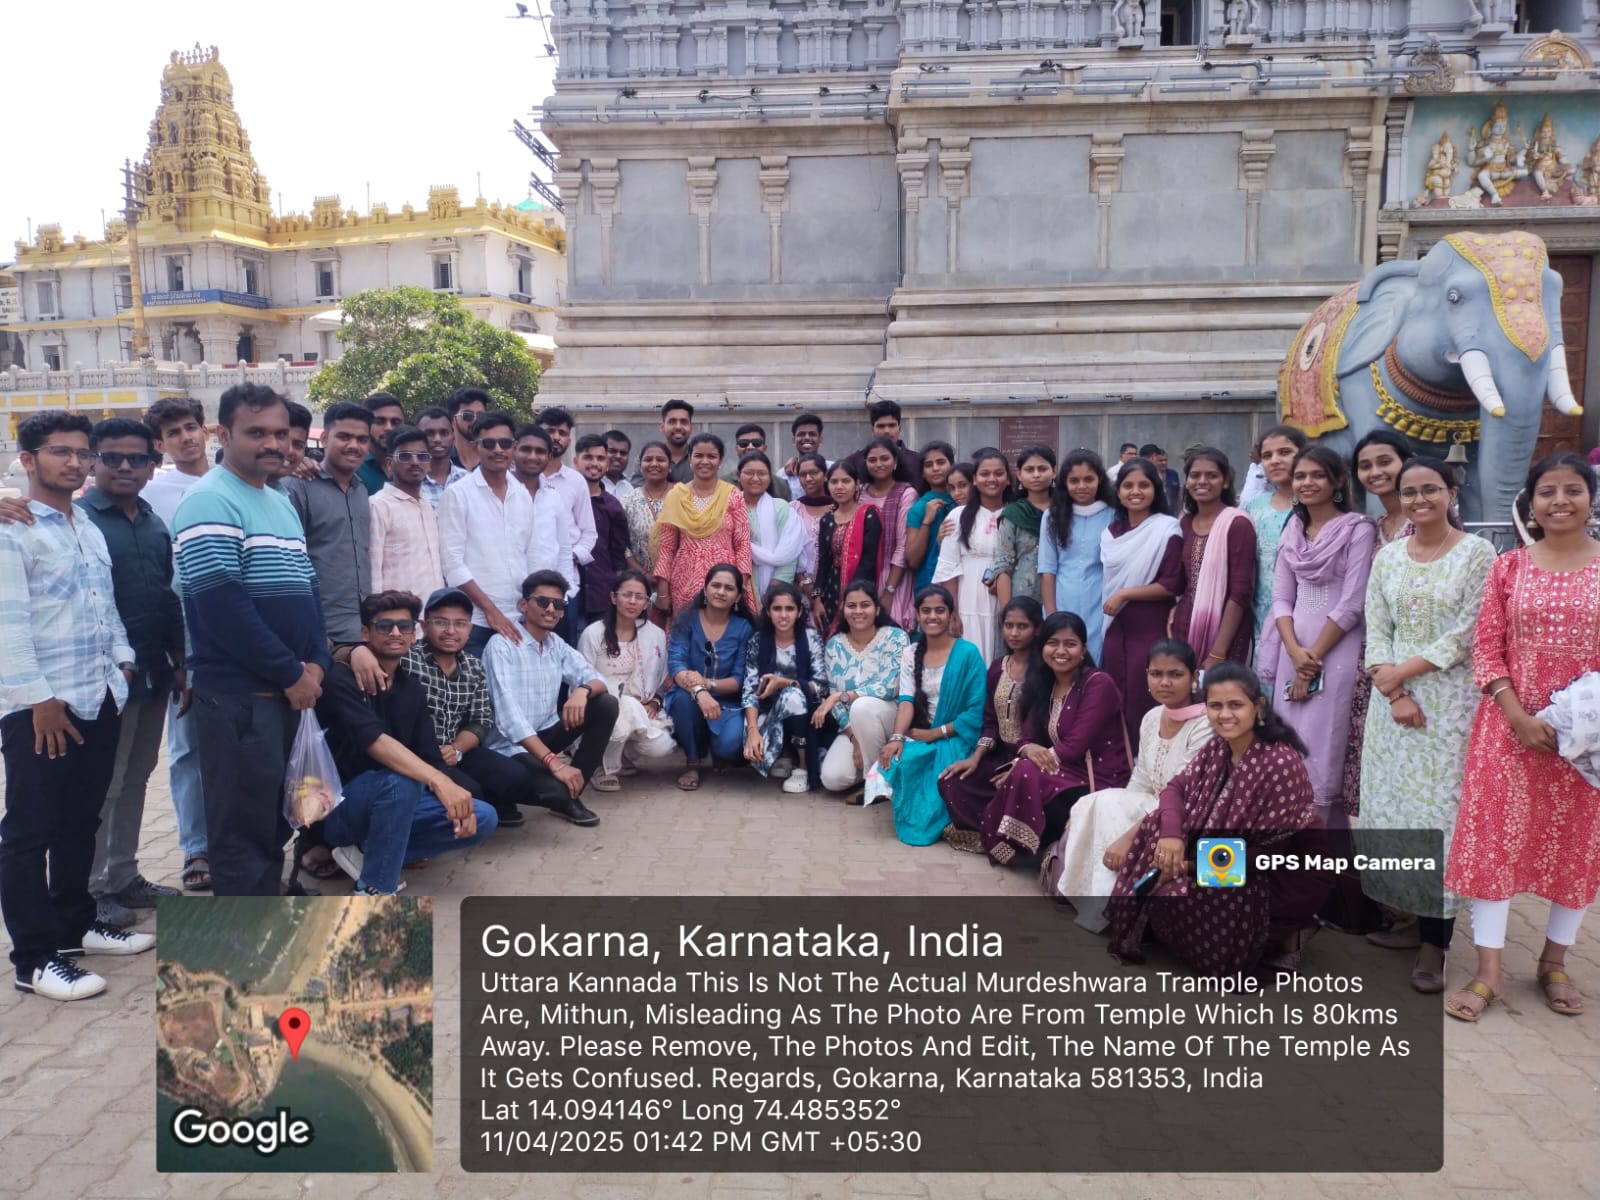 GPS Map Camera
Gokarna, Karnataka, India
Uttara Kannada This Is Not The Actual Murdeshwara Trample, Photos
Are, Mithun, Misleading As The Photo Are From Temple Which Is 80kms
Away. Please Remove, The Photos And Edit, The Name Of The Temple As
It Gets Confused. Regards, Gokarna, Karnataka 581353, India
Lat 14.094146° Long 74.485352°
11/04/2025 01:42 PM GMT +05:30
Google